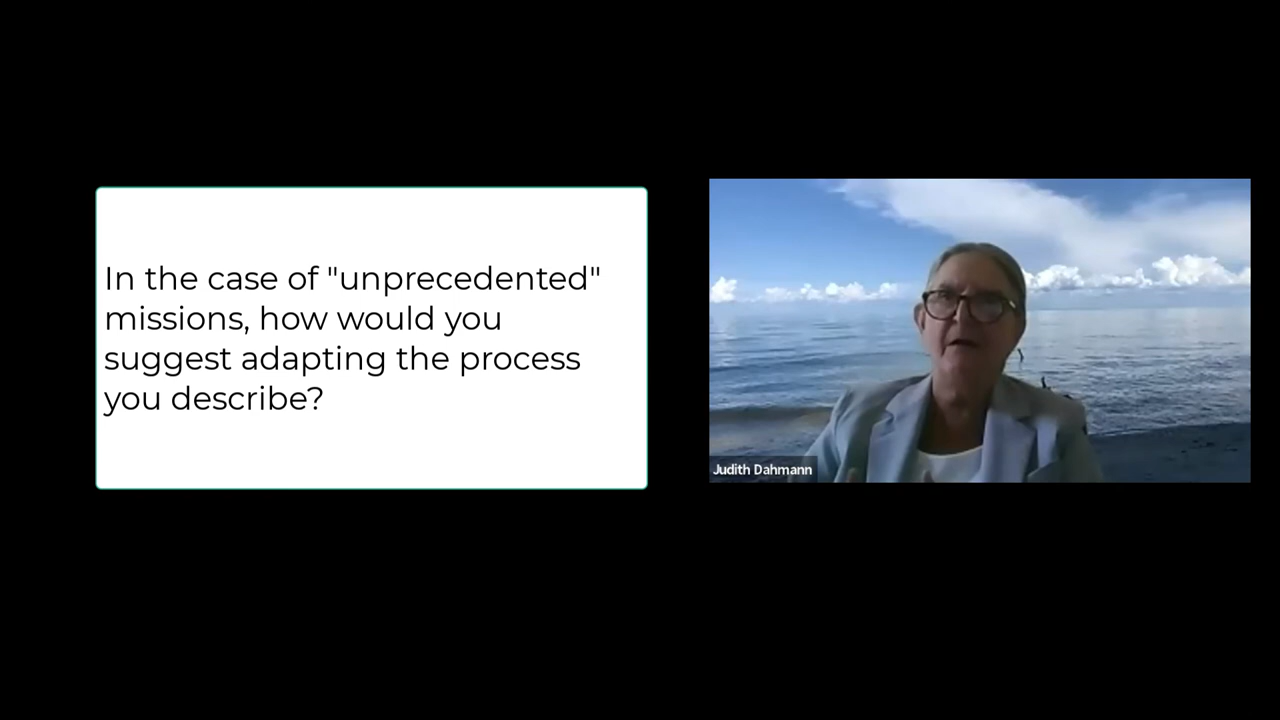 In the case of "unprecedented"
missions, how would you
suggest adapting the process
you describe?
Judith Dahmann